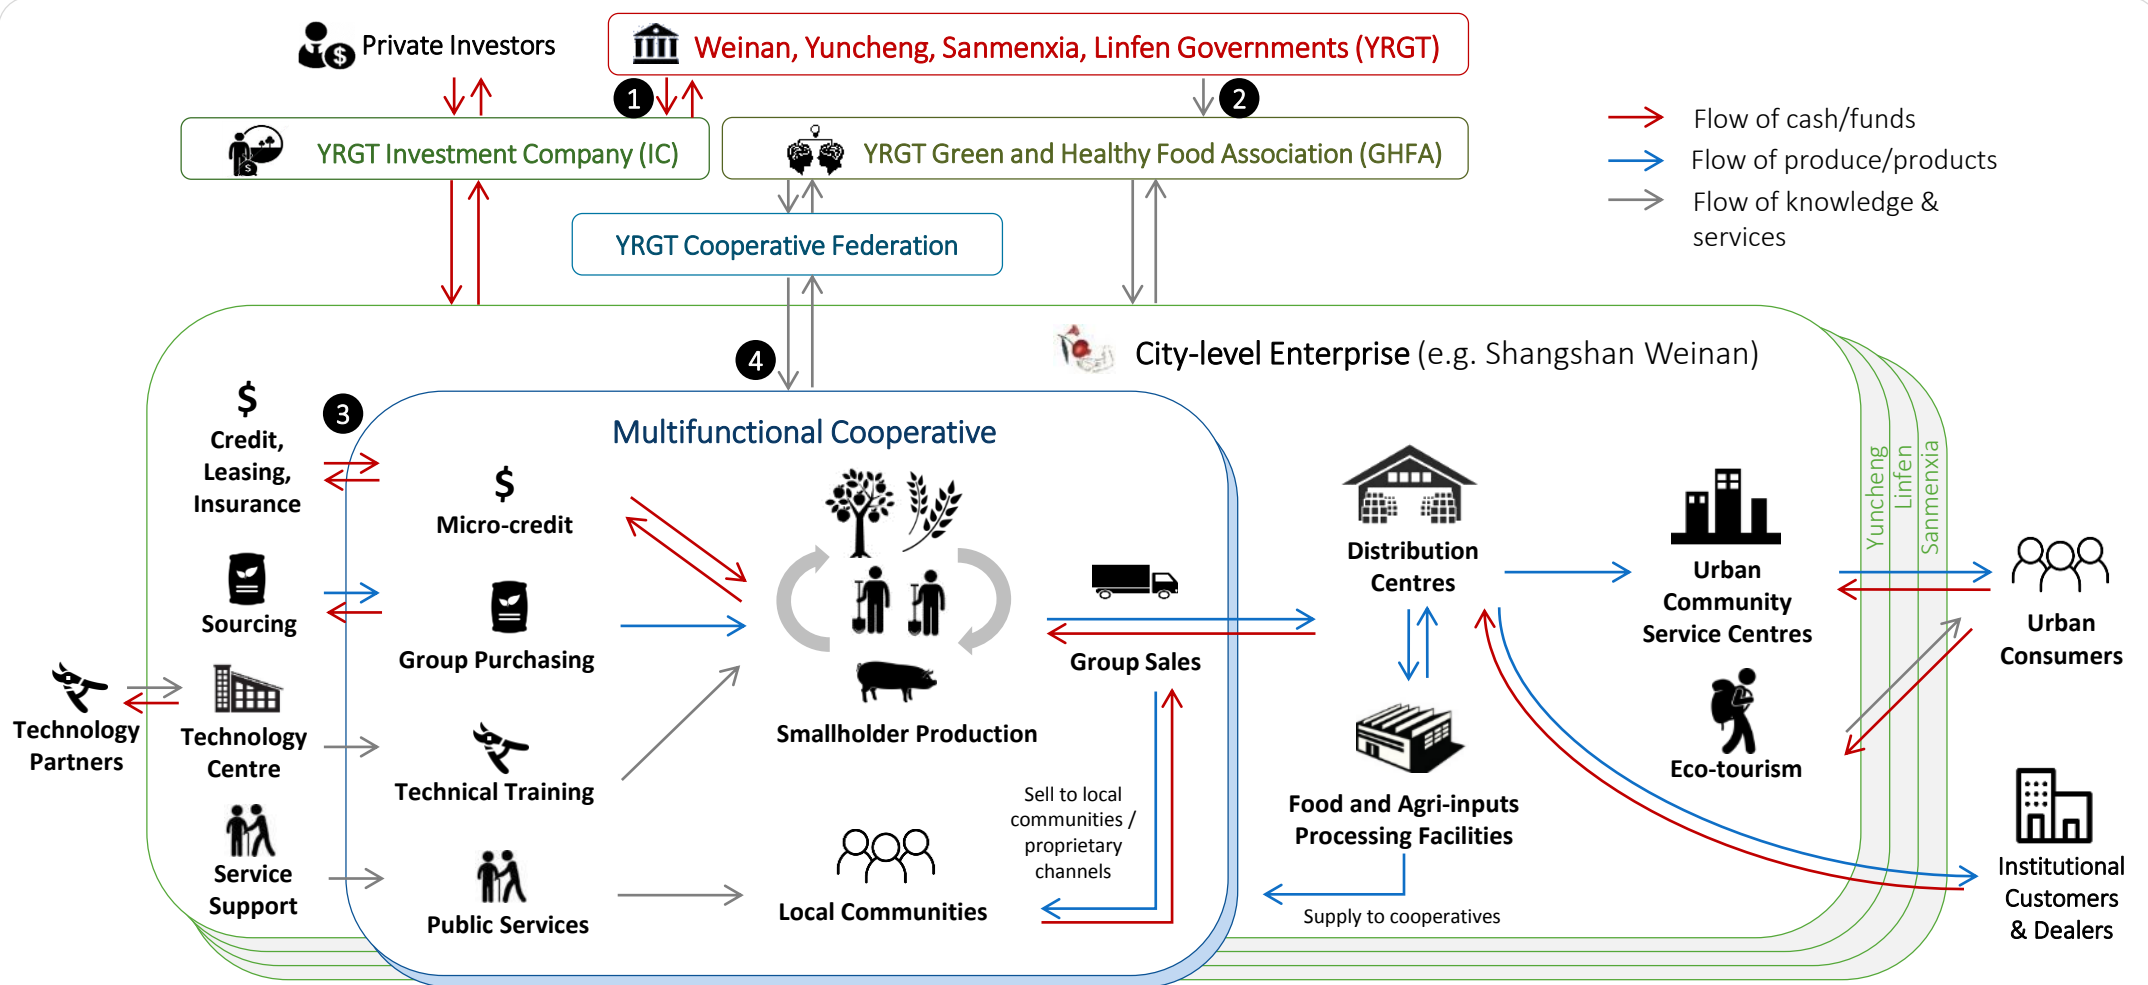 Private Investors
Weinan, Yuncheng, Sanmenxia, Linfen Governments (YRGT)
1
2
Flow of cash/funds
Flow of produce/products
Flow of knowledge &
services
YRGT Investment Company (IC)
YRGT Green and Healthy Food Association (GHFA)
YRGT Cooperative Federation
4
City-level Enterprise (e.g. Shangshan Weinan)
3
$
Credit,
Leasing,
Insurance
Multifunctional Cooperative
$
Micro-credit
Sourcing
Group Purchasing
Technology
Partners
Technology
Centre
Technical Training
Service
Support
Public Services
Smallholder Production
Group Sales
Sell to local
communities /
proprietary
channels
Local Communities
Distribution
Centres
Food and Agri-inputs
Processing Facilities
Supply to cooperatives
Urban
Community
Service Centres
Eco-tourism
Yuncheng
Linfen
Sanmenxia
Urban
Consumers
Institutional
Customers
& Dealers